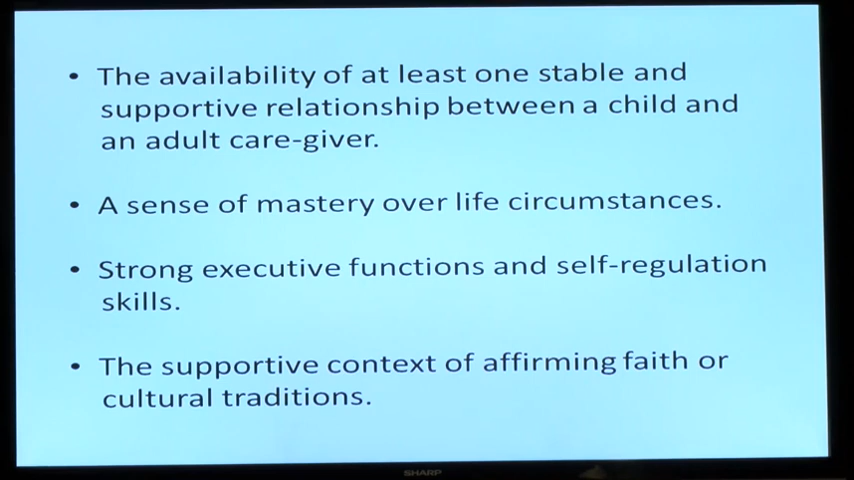 • The availability of at least one stable and
supportive relationship between a child and
an adult care-giver.
• A sense of mastery over life circumstances.
• Strong executive functions and self-regulation
skills.
• The supportive context of affirming faith or
cultural traditions.
SHARP